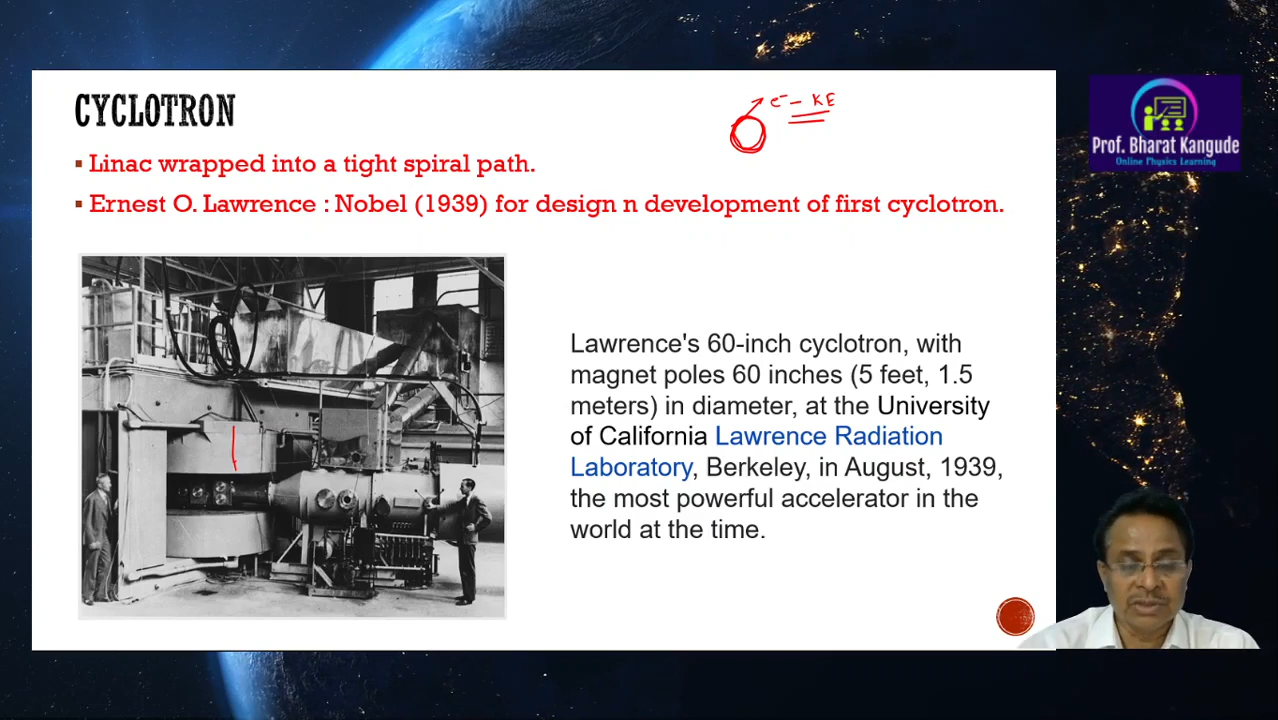 CYCLOTRON
e⁻ – KE
Linac wrapped into a tight spiral path.
Ernest O. Lawrence : Nobel (1939) for design n development of first cyclotron.
Lawrence's 60-inch cyclotron, with
magnet poles 60 inches (5 feet, 1.5
meters) in diameter, at the University
of California Lawrence Radiation
Laboratory, Berkeley, in August, 1939,
the most powerful accelerator in the
world at the time.
Prof. Bharat Kangude
Online Physics Learning